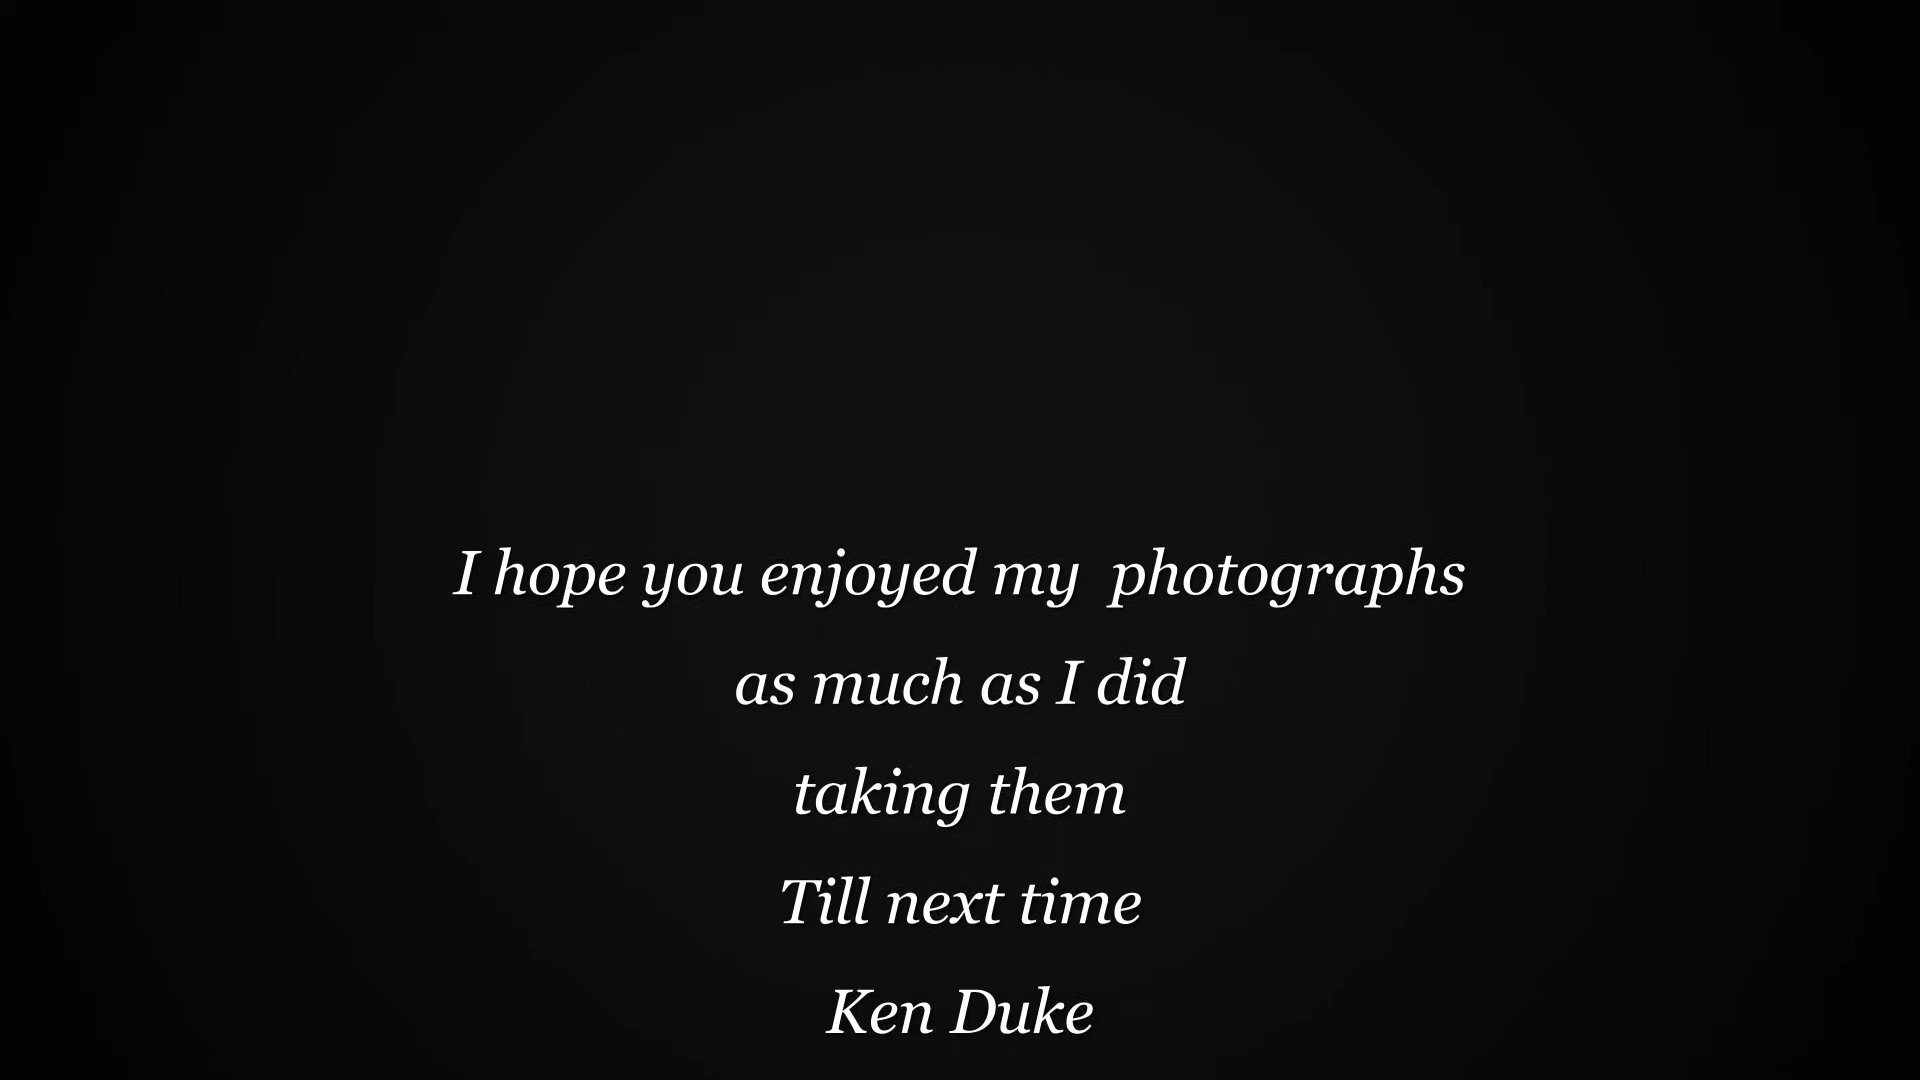 I hope you enjoyed my  photographs
as much as I did
taking them
Till next time
Ken Duke